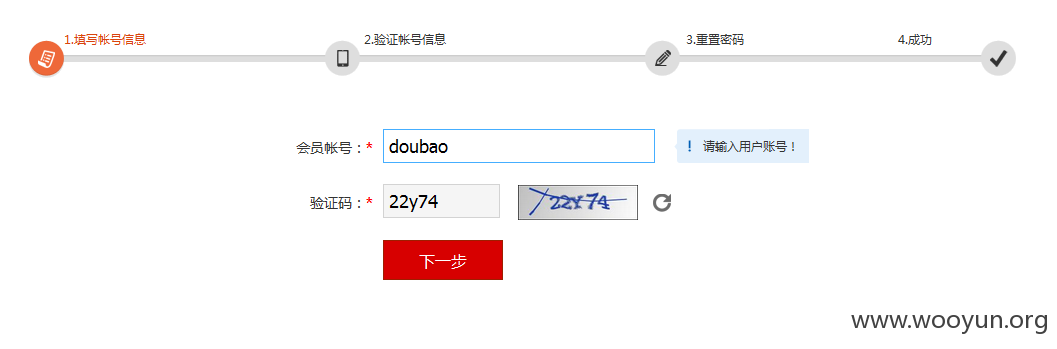 1.填写帐号信息 2.验证帐号信息 3.重置密码 4.成功
会员帐号：* doubao ! 请输入用户账号！
验证码：* 22y74 22Y74
下一步
www.wooyun.org